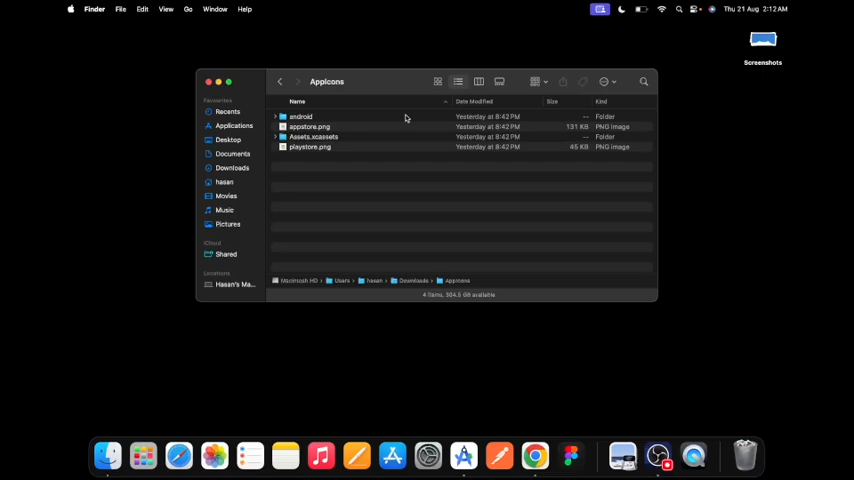 Finder File Edit View Go Window Help Thu 21 Aug 2:12 AM
Screenshots
AppIcons
Favourites
Recents
Applications
Desktop
Documents
Downloads
hasan
Movies
Music
Pictures
iCloud
Shared
Locations
Hasan's Ma...
Name Date Modified Size Kind
android Yesterday at 8:42 PM -- Folder
appstore.png Yesterday at 8:42 PM 131 KB PNG image
Assets.xcassets Yesterday at 8:42 PM -- Folder
playstore.png Yesterday at 8:42 PM 45 KB PNG image
Macintosh HD › Users › hasan › Downloads › AppIcons
4 items, 304.5 GB available